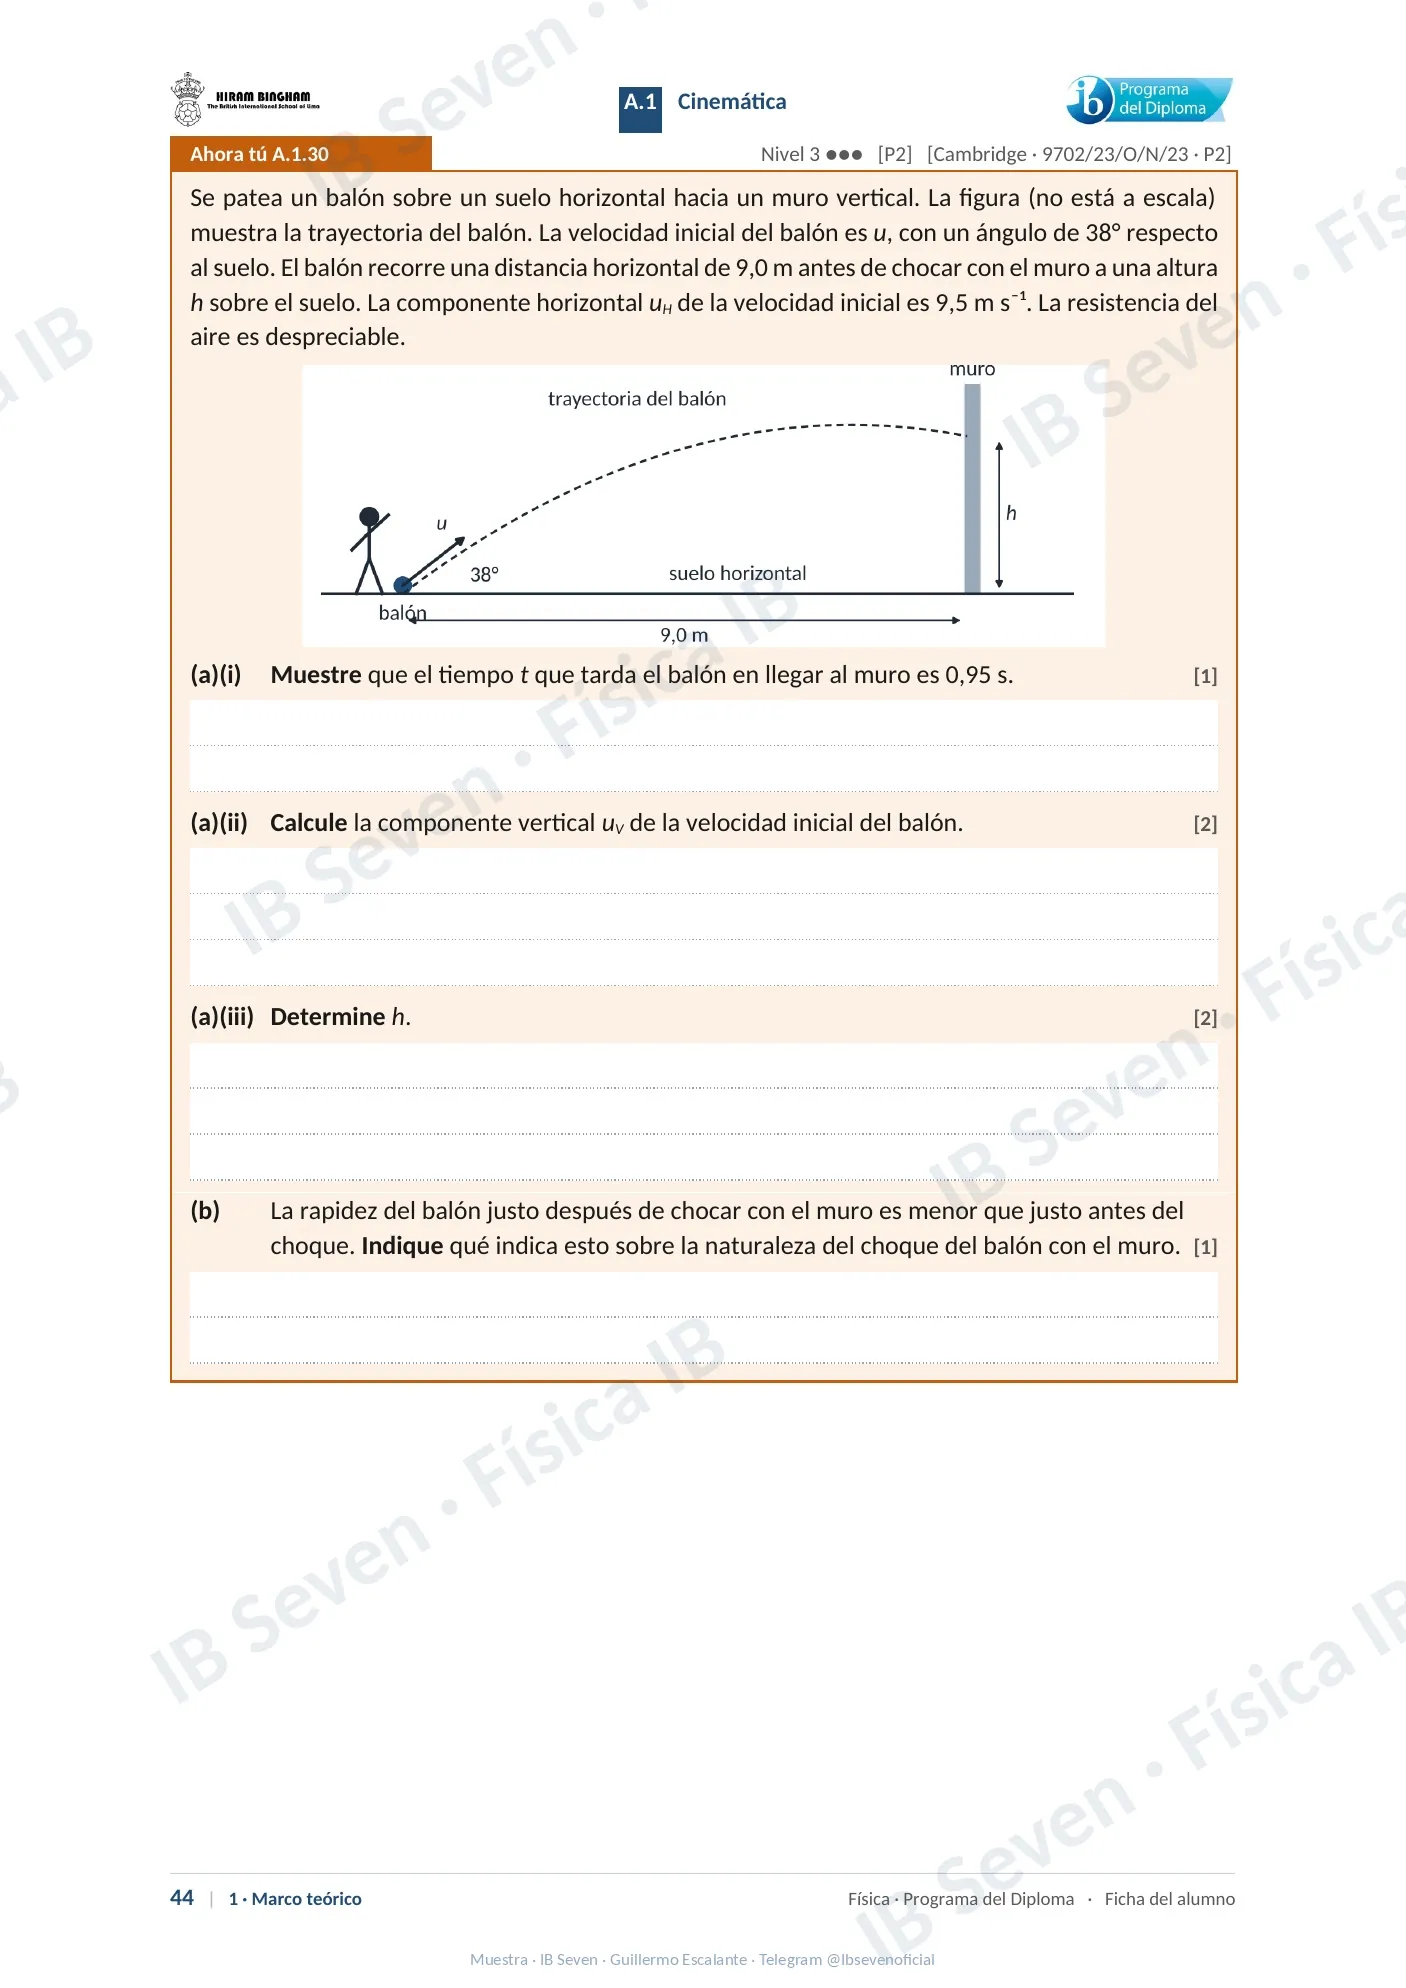 HIRAM BINGHAM
The British International School of Lima
A.1 Cinemática
Programa
del Diploma
Ahora tú A.1.30
Nivel 3 ●●● [P2] [Cambridge · 9702/23/O/N/23 · P2]
Se patea un balón sobre un suelo horizontal hacia un muro vertical. La figura (no está a escala)
muestra la trayectoria del balón. La velocidad inicial del balón es u, con un ángulo de 38° respecto
al suelo. El balón recorre una distancia horizontal de 9,0 m antes de chocar con el muro a una altura
h sobre el suelo. La componente horizontal uH de la velocidad inicial es 9,5 m s⁻¹. La resistencia del
aire es despreciable.
muro
trayectoria del balón
u
h
38°
suelo horizontal
balón
9,0 m
(a)(i) Muestre que el tiempo t que tarda el balón en llegar al muro es 0,95 s. [1]
(a)(ii) Calcule la componente vertical uV de la velocidad inicial del balón. [2]
(a)(iii) Determine h. [2]
(b) La rapidez del balón justo después de chocar con el muro es menor que justo antes del
choque. Indique qué indica esto sobre la naturaleza del choque del balón con el muro. [1]
44 | 1 · Marco teórico
Física · Programa del Diploma · Ficha del alumno
Muestra · IB Seven · Guillermo Escalante · Telegram @Ibsevenoficial
IB Seven · Física IB